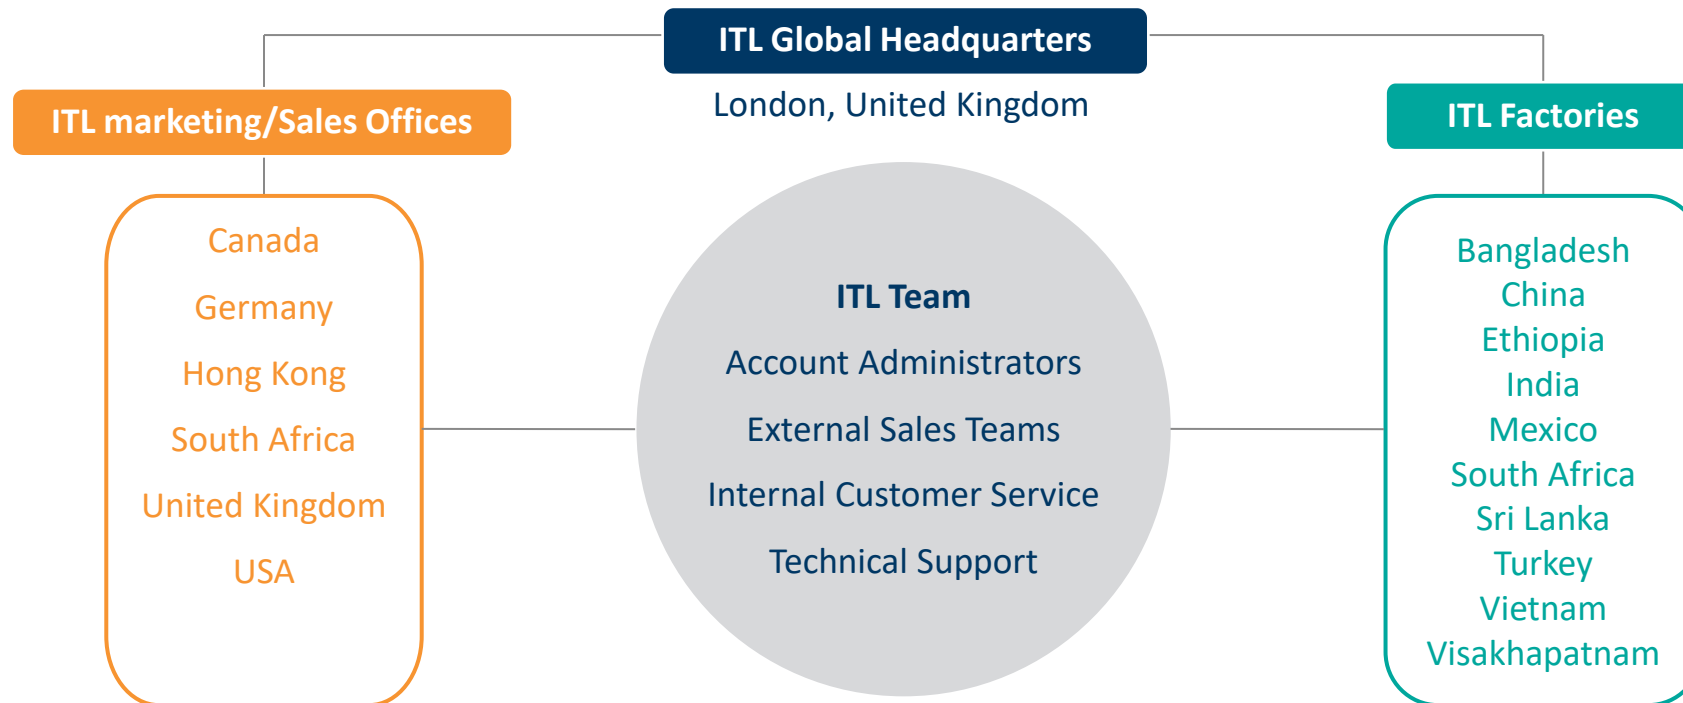 ITL Global Headquarters
London, United Kingdom
ITL marketing/Sales Offices
Canada
Germany
Hong Kong
South Africa
United Kingdom
USA
ITL Team
Account Administrators
External Sales Teams
Internal Customer Service
Technical Support
ITL Factories
Bangladesh
China
Ethiopia
India
Mexico
South Africa
Sri Lanka
Turkey
Vietnam
Visakhapatnam